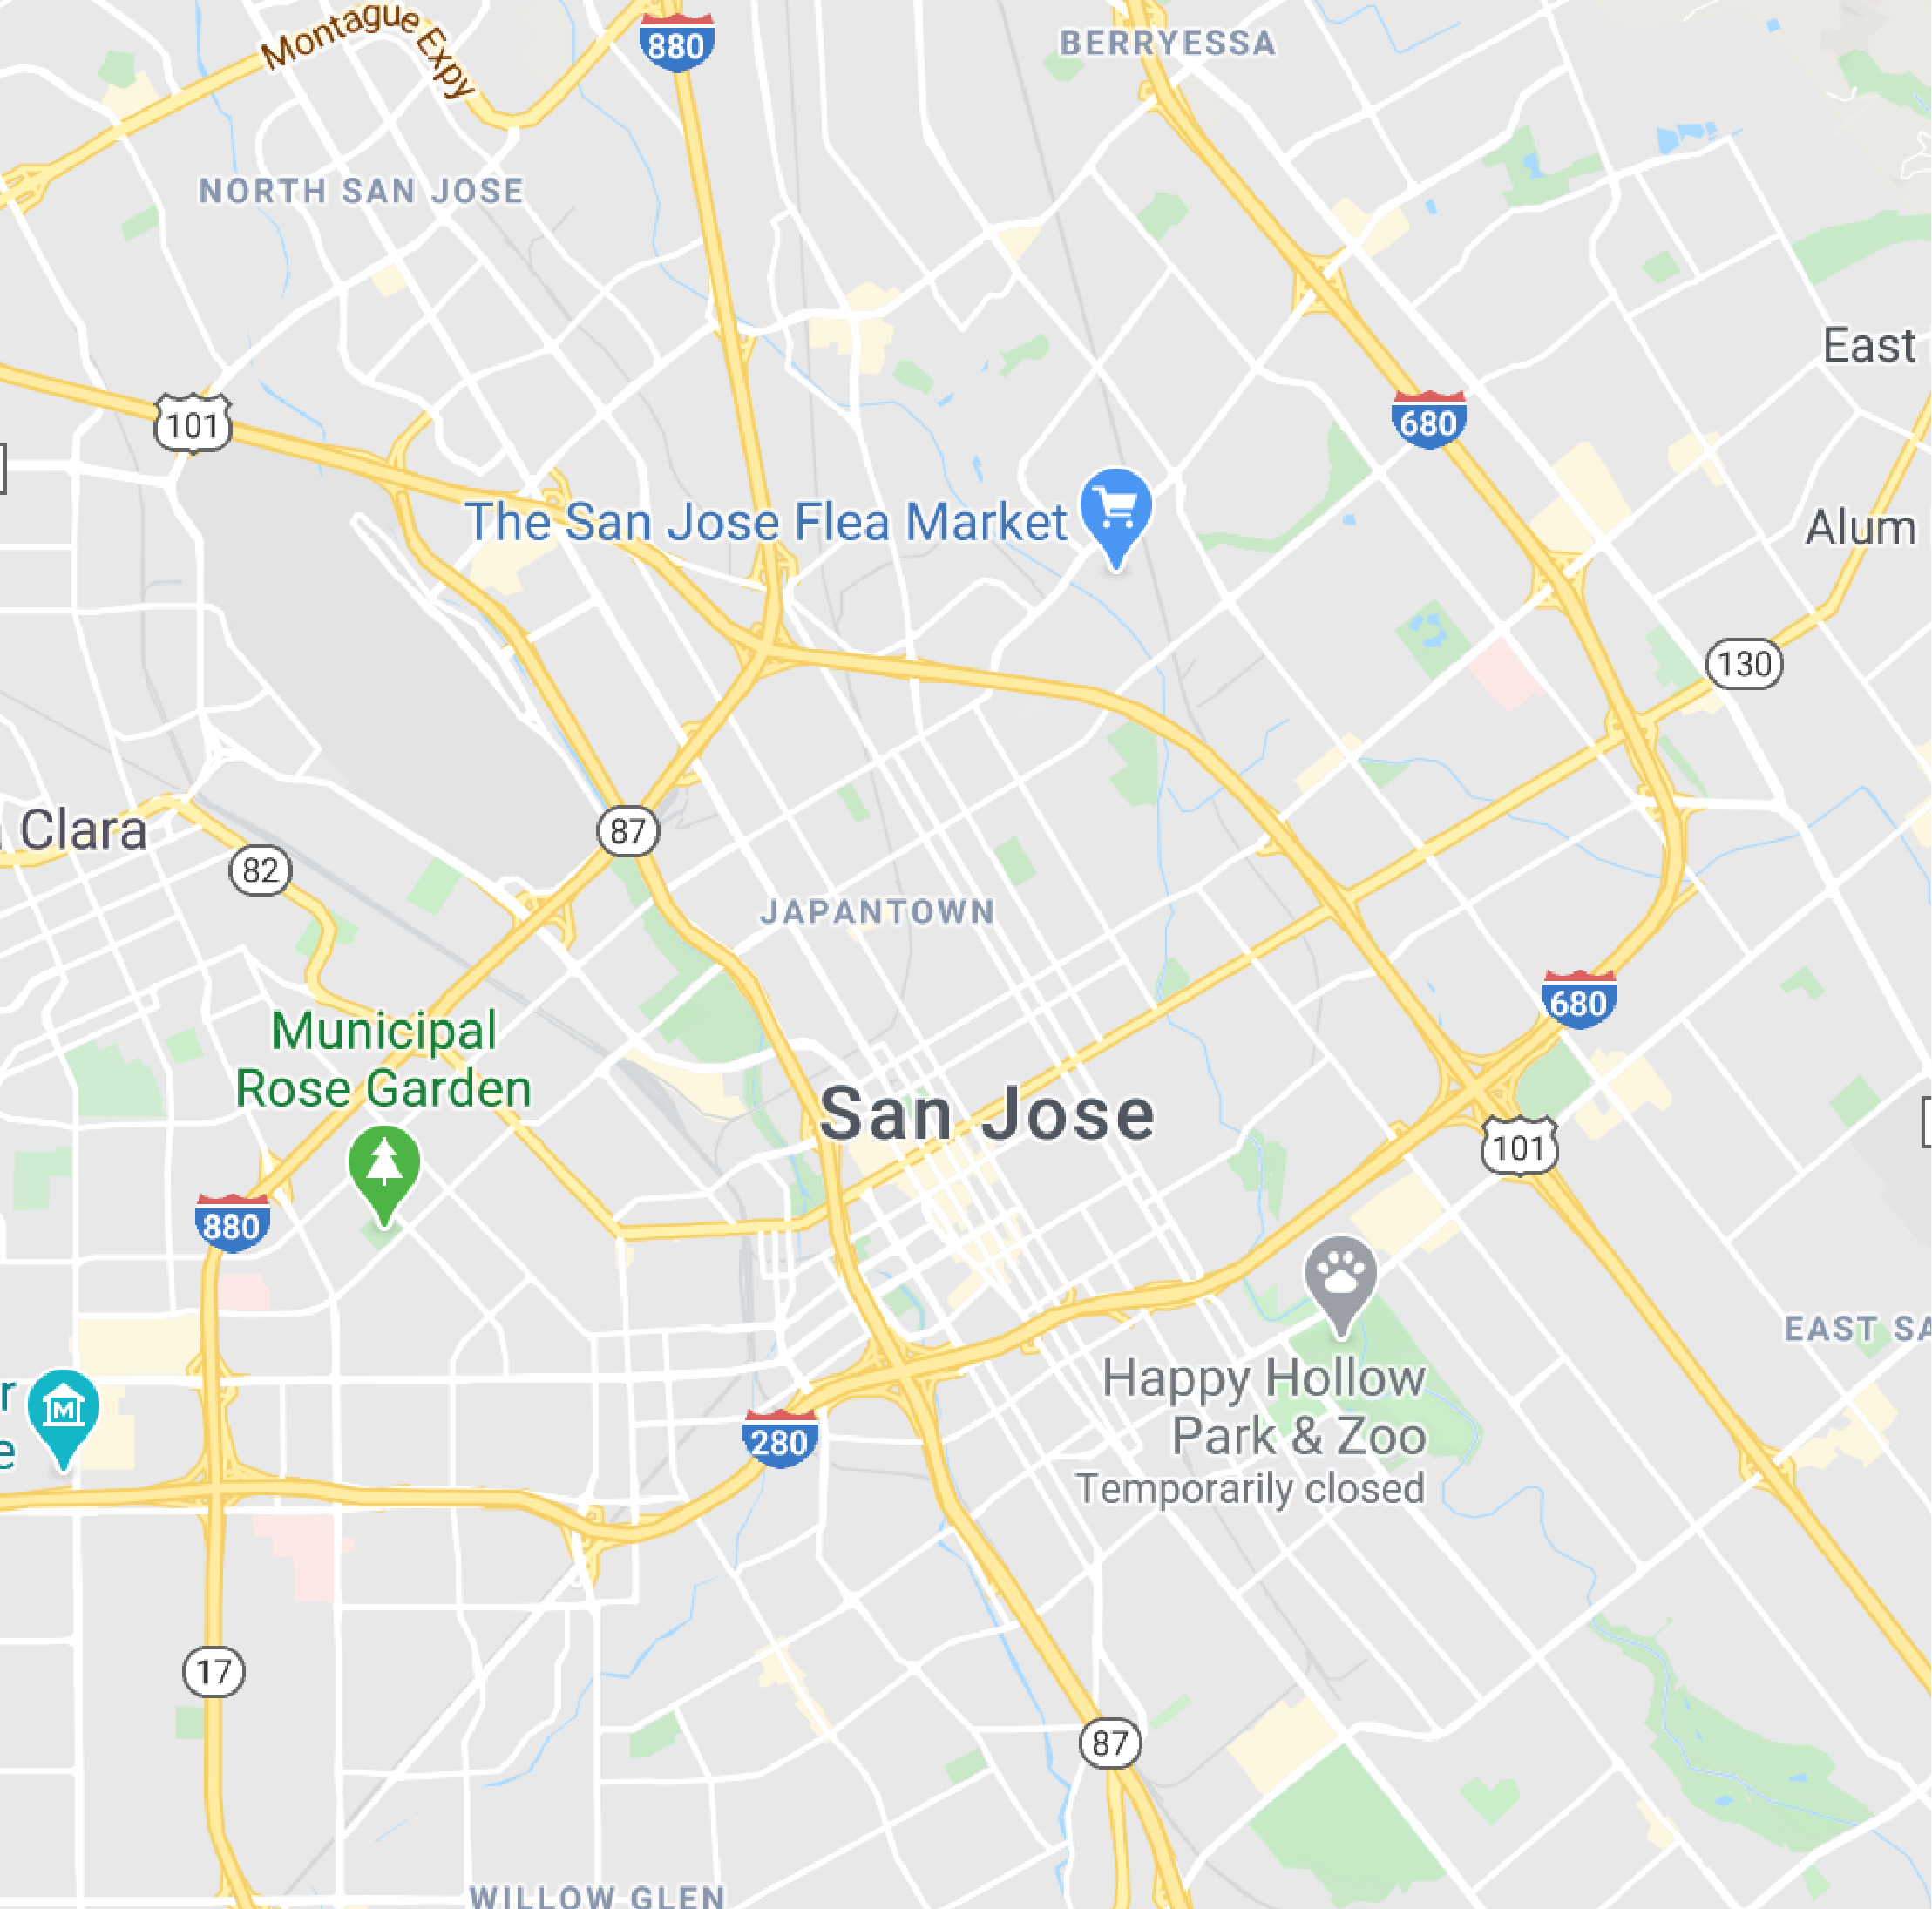 Montague Expy
880
BERRYESSA
NORTH SAN JOSE
East
101
680
The San Jose Flea Market
Alum
130
Clara
87
82
JAPANTOWN
680
Municipal
Rose Garden
San Jose
101
880
EAST SA
r
e
M
Happy Hollow
Park & Zoo
Temporarily closed
280
17
87
WILLOW GLEN